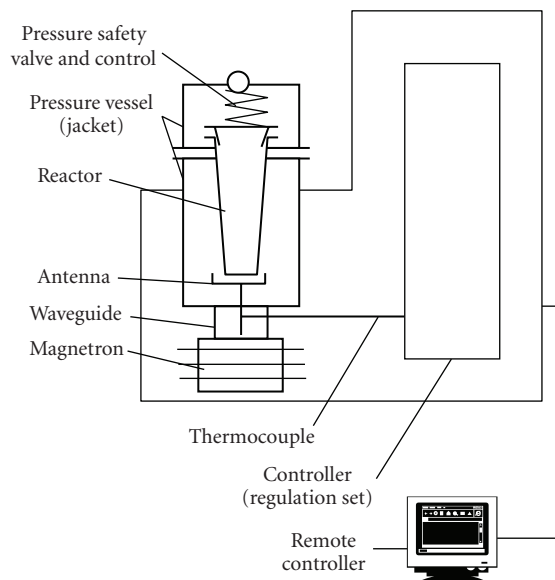 Pressure safety
valve and control
Pressure vessel
(jacket)
Reactor
Antenna
Waveguide
Magnetron
Thermocouple
Controller
(regulation set)
Remote
controller